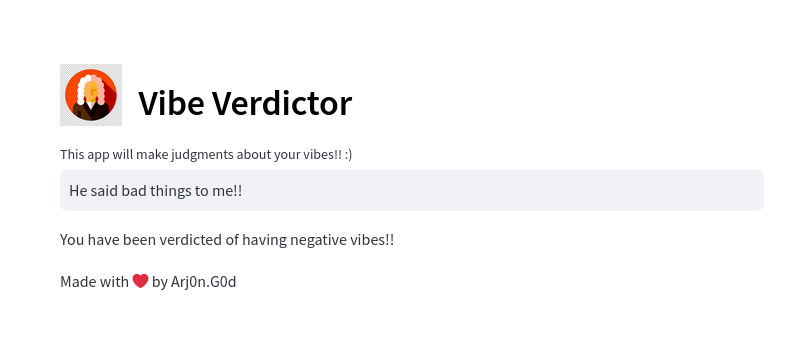 Vibe Verdictor
This app will make judgments about your vibes!! :)
He said bad things to me!!
You have been verdicted of having negative vibes!!
Made with ❤️ by Arj0n.G0d